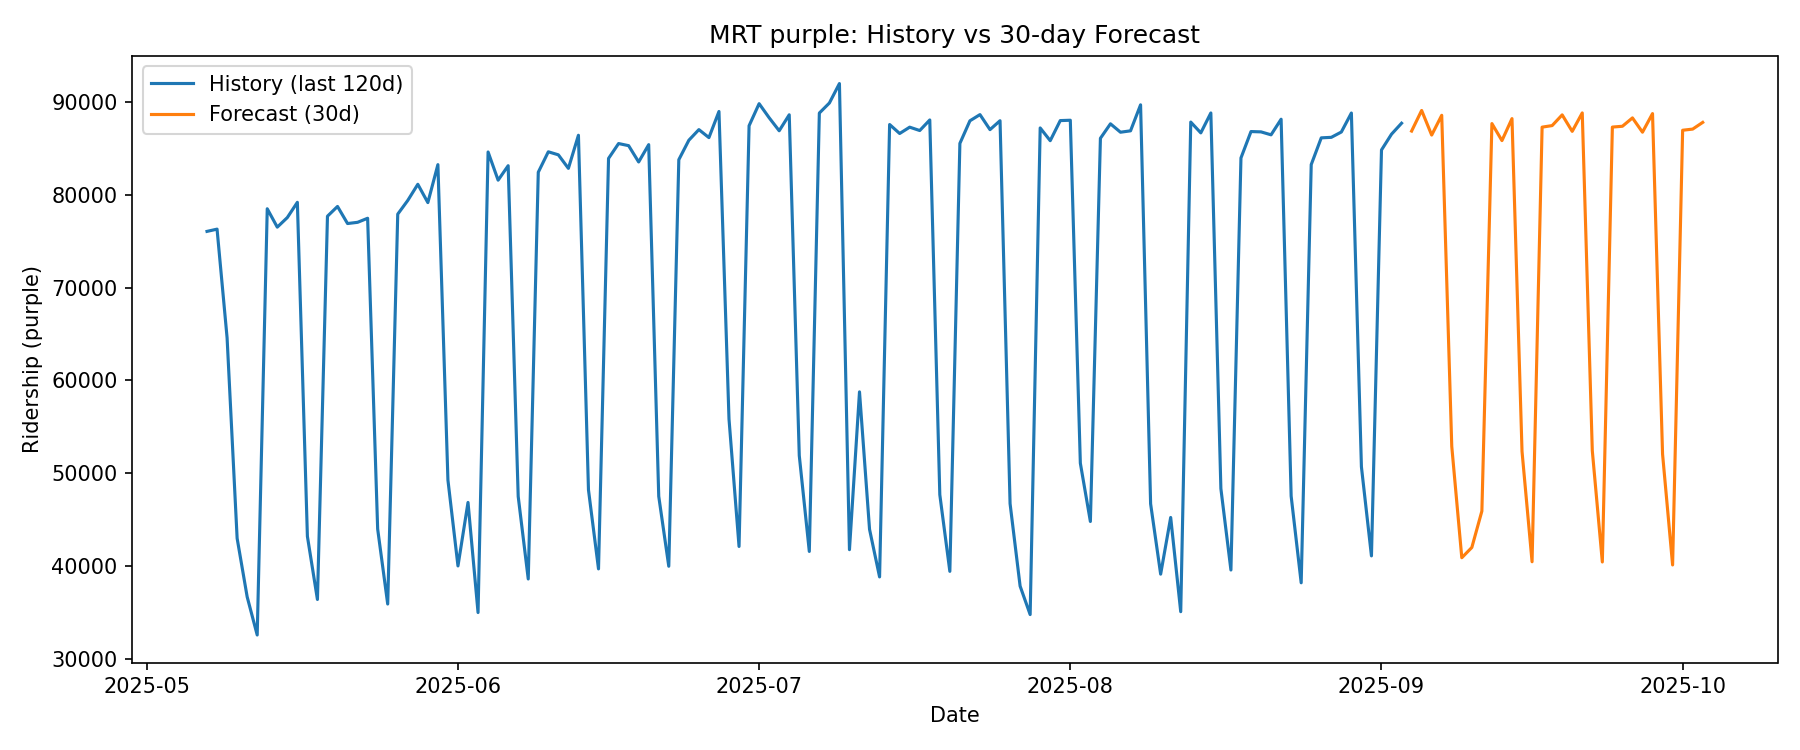 MRT purple: History vs 30-day Forecast
History (last 120d)
Forecast (30d)
Ridership (purple)
90000
80000
70000
60000
50000
40000
30000
2025-05
2025-06
2025-07
2025-08
2025-09
2025-10
Date